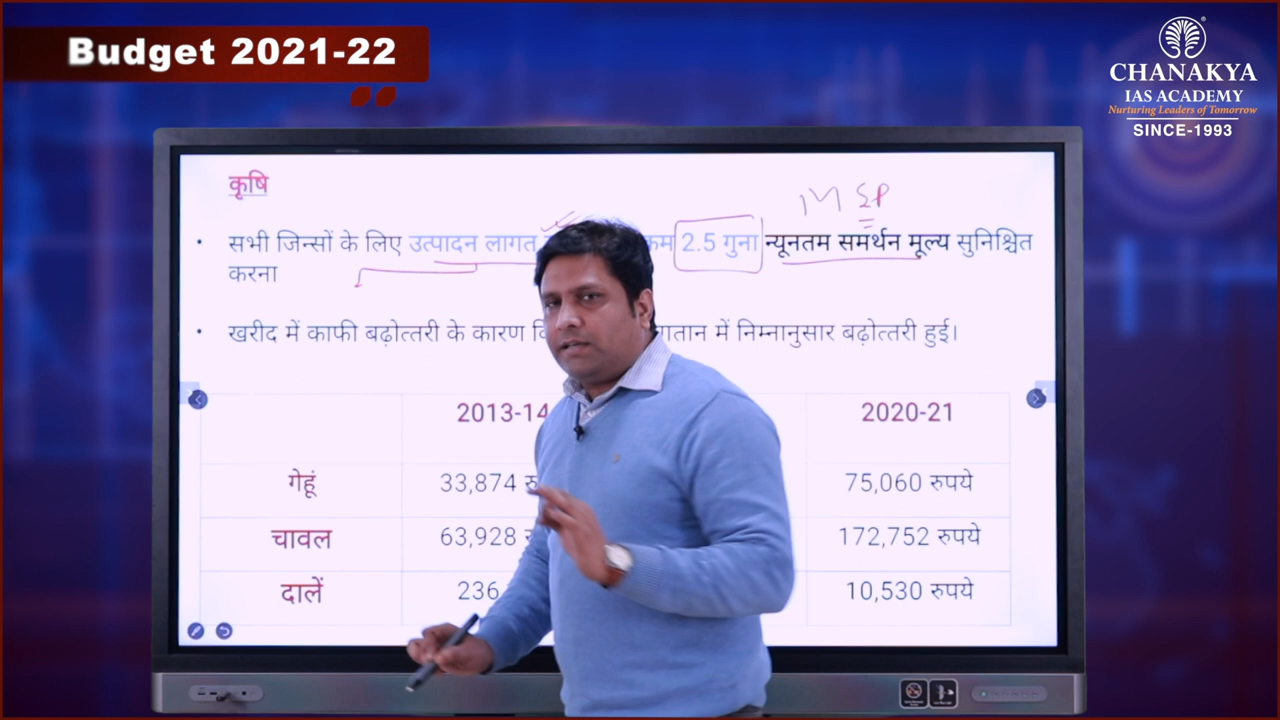 Budget 2021-22
CHANAKYA
IAS ACADEMY
Nurturing Leaders of Tomorrow
SINCE-1993
कृषि
MSP
सभी जिन्सों के लिए उत्पादन लागत 2.5 गुना न्यूनतम समर्थन मूल्य सुनिश्चित
करना
खरीद में काफी बढ़ोत्तरी के कारण में निम्नानुसार बढ़ोत्तरी हुई।
2013-14 2020-21
गेहूं 33,874 75,060 रुपये
चावल 63,928 172,752 रुपये
दालें 236 10,530 रुपये